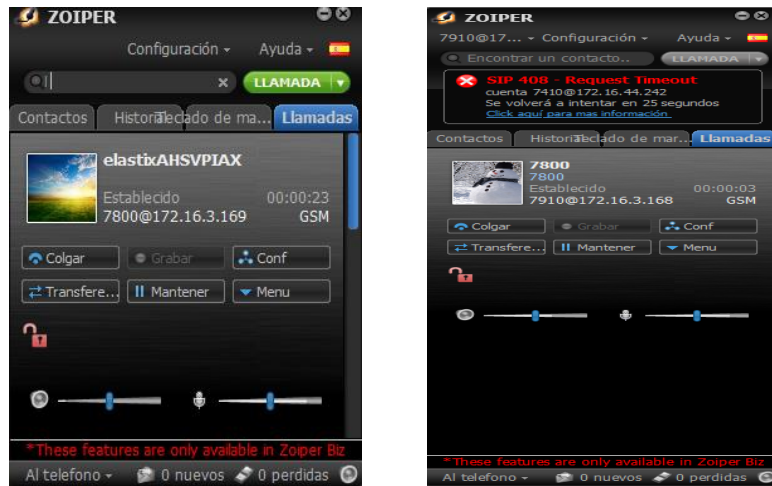 ZOIPER
Configuración Ayuda
LLAMADA
Contactos Historial Teclado de ma... Llamadas
elastixAHSVPIAX
Establecido 00:00:23
7800@172.16.3.169 GSM
Colgar Grabar Conf
Transfere... Mantener Menu
*These features are only available in Zoiper Biz
Al telefono 0 nuevos 0 perdidas
ZOIPER
7910@17... Configuración Ayuda
Encontrar un contacto.. LLAMADA
SIP 408 - Request Timeout
cuenta 7410@172.16.44.242
Se volverá a intentar en 25 segundos
Click aquí para mas información
Contactos Historial Teclado de mar... Llamadas
7800
7800
Establecido 00:00:03
7910@172.16.3.168 GSM
Colgar Grabar Conf
Transfere... Mantener Menu
*These features are only available in Zoiper Biz
Al telefono 0 nuevos 0 perdidas